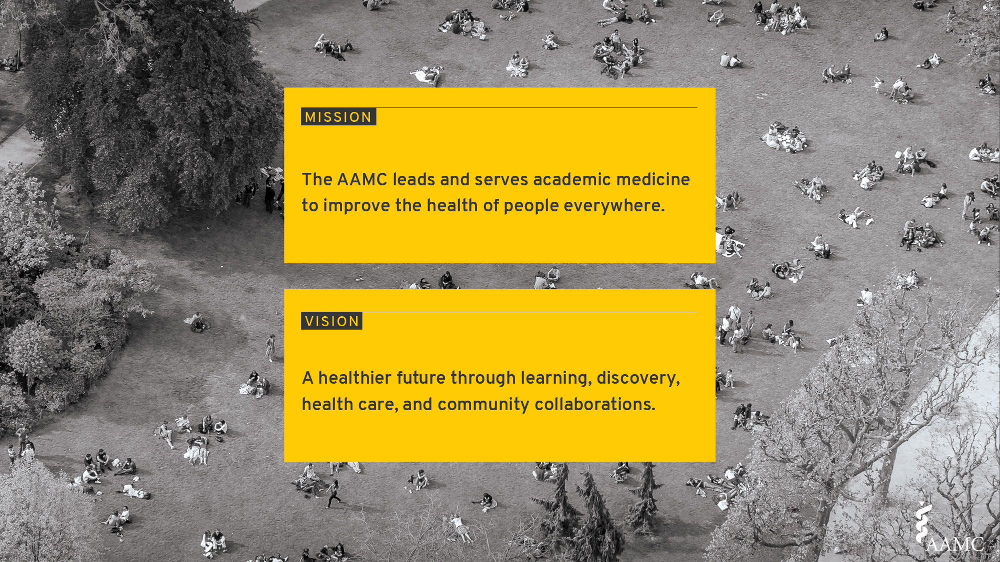 MISSION
The AAMC leads and serves academic medicine
to improve the health of people everywhere.
VISION
A healthier future through learning, discovery,
health care, and community collaborations.
AAMC